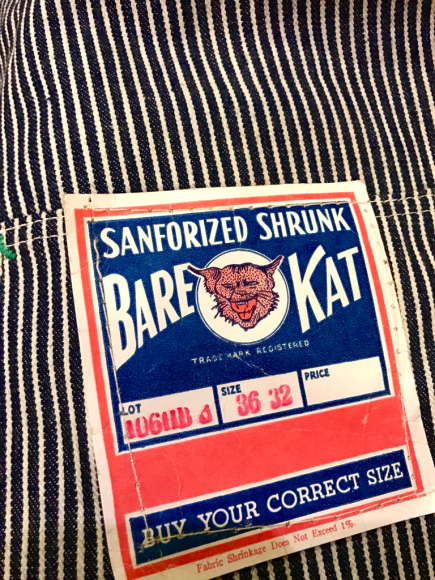 SANFORIZED SHRUNK
BARE KAT
TRADE MARK REGISTERED
LOT SIZE PRICE
106HB d 36 32
BUY YOUR CORRECT SIZE
Fabric Shrinkage Does Not Exceed 1%.